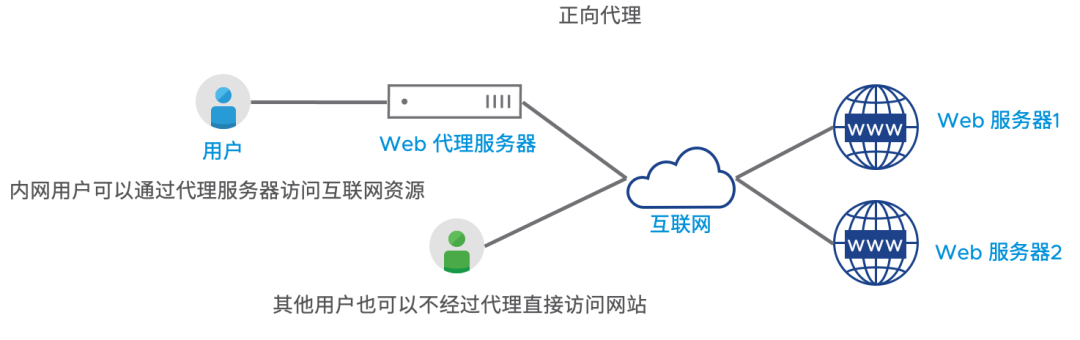 正向代理
用户
Web 代理服务器
内网用户可以通过代理服务器访问互联网资源
互联网
其他用户也可以不经过代理直接访问网站
WWW
Web 服务器1
WWW
Web 服务器2